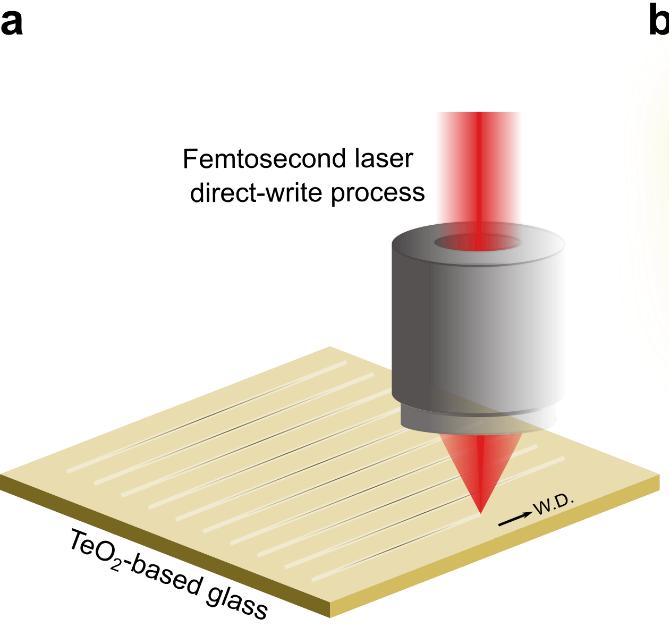 a
b
Femtosecond laser
direct-write process
W.D.
TeO₂-based glass